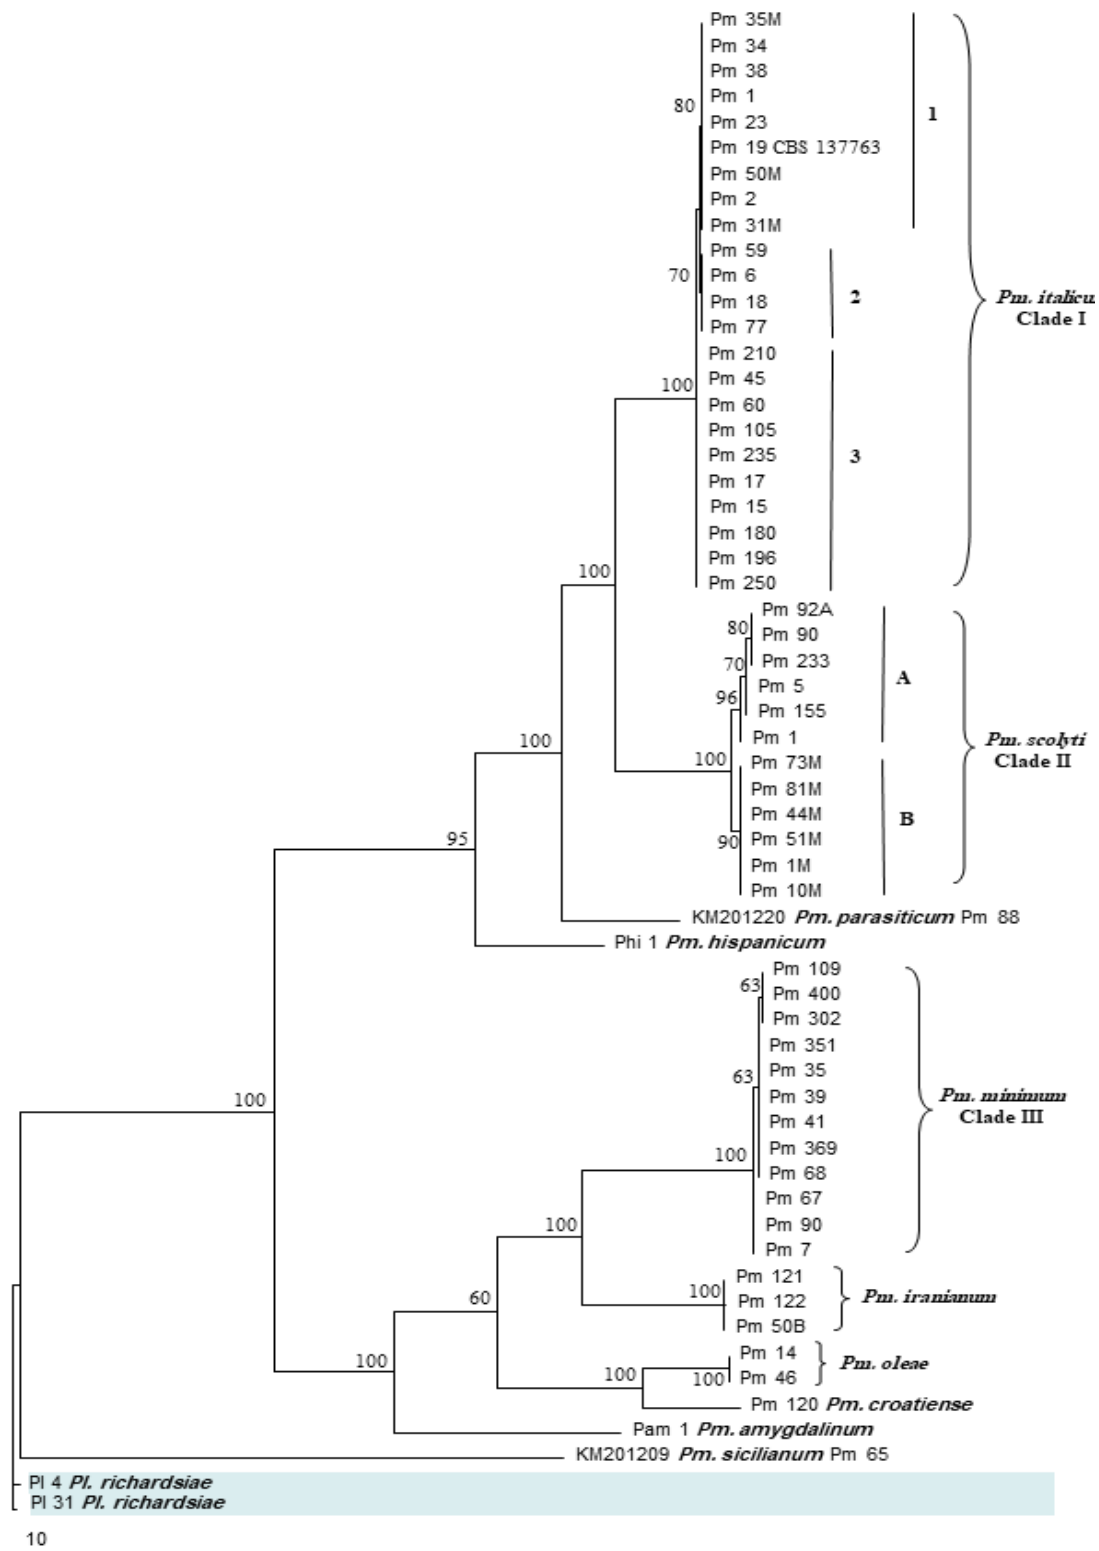 Pm 35M
Pm 34
Pm 38
Pm 1
80
1
Pm 23
Pm 19 CBS 137763
Pm 50M
Pm 2
Pm 31M
Pm 59
70
Pm 6
2
Pm 18
Pm. italicu
Clade I
Pm 77
Pm 210
100
Pm 45
Pm 60
Pm 105
Pm 235
3
Pm 17
Pm 15
Pm 180
Pm 196
100
Pm 250
Pm 92A
80
Pm 90
70
Pm 233
Pm 5
A
96
Pm 155
100
Pm 1
Pm. scolyti
Clade II
100
Pm 73M
Pm 81M
Pm 44M
B
95
90
Pm 51M
Pm 1M
Pm 10M
KM201220 Pm. parasiticum Pm 88
Phi 1 Pm. hispanicum
Pm 109
63
Pm 400
Pm 302
Pm 351
63
Pm 35
100
Pm 39
Pm. minimum
Clade III
Pm 41
100
Pm 369
Pm 68
Pm 67
100
Pm 90
Pm 7
Pm 121
60
100
Pm 122
Pm. iranianum
Pm 50B
Pm 14
100
100
100
Pm 46
Pm. oleae
Pm 120 Pm. croatiense
Pam 1 Pm. amygdalinum
KM201209 Pm. sicilianum Pm 65
Pl 4 Pl. richardsiae
Pl 31 Pl. richardsiae
10